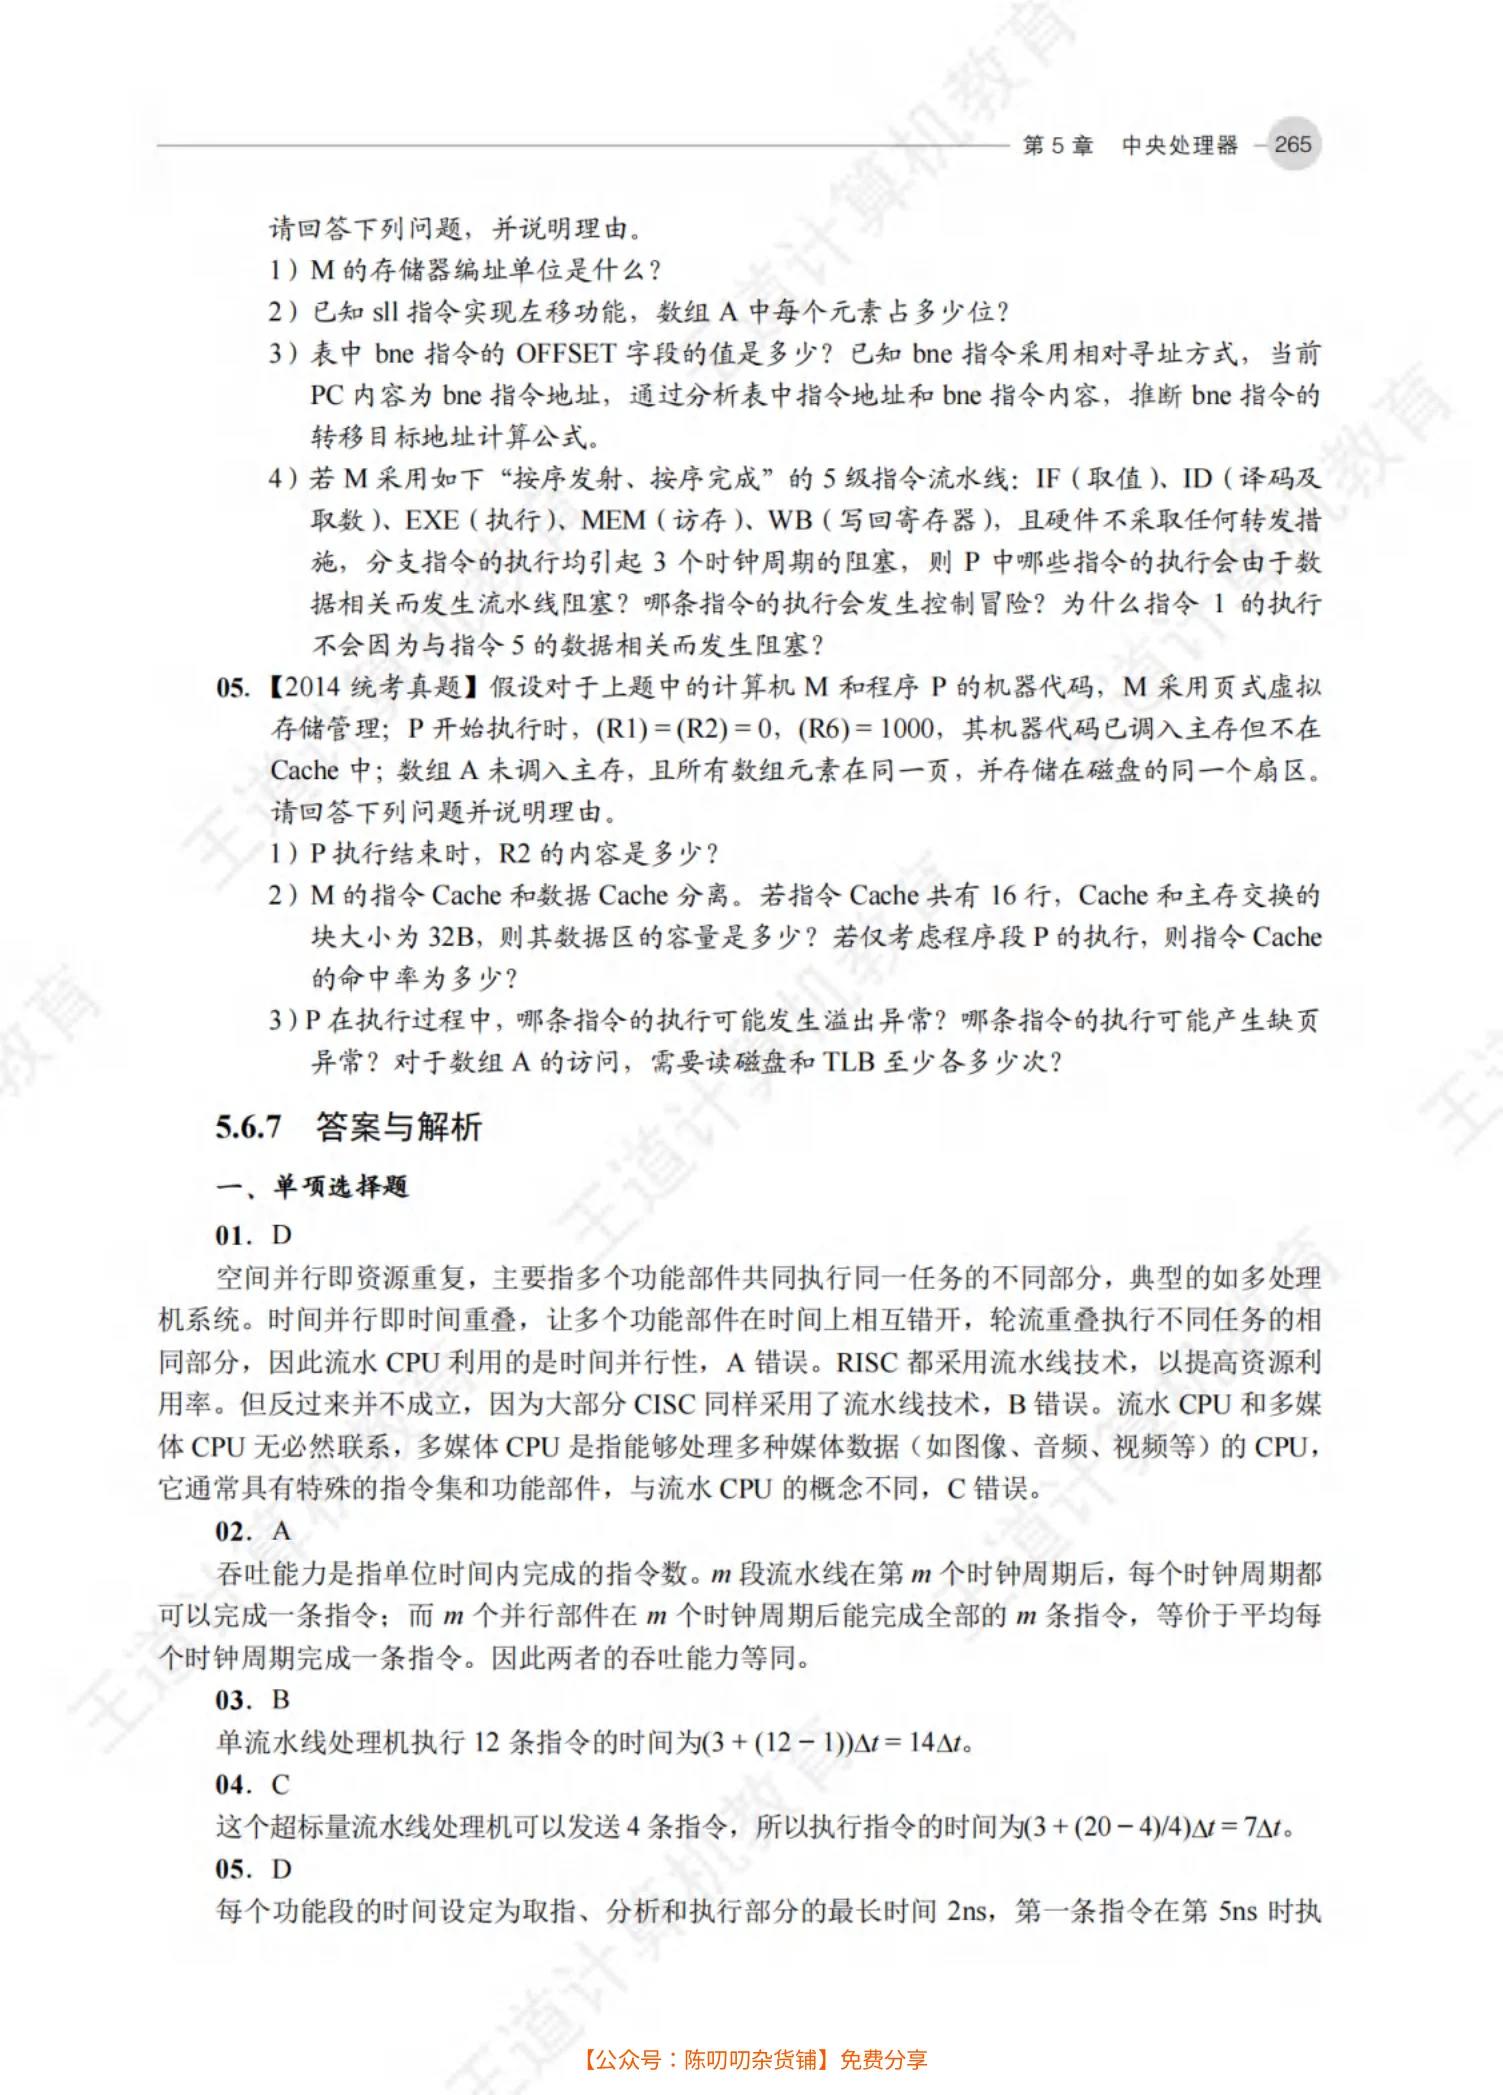 第 5 章 中央处理器 265
请回答下列问题，并说明理由。
1）M 的存储器编址单位是什么？
2）已知 sll 指令实现左移功能，数组 A 中每个元素占多少位？
3）表中 bne 指令的 OFFSET 字段的值是多少？已知 bne 指令采用相对寻址方式，当前
PC 内容为 bne 指令地址，通过分析表中指令地址和 bne 指令内容，推断 bne 指令的
转移目标地址计算公式。
4）若 M 采用如下“按序发射、按序完成”的 5 级指令流水线：IF（取值）、ID（译码及
取数）、EXE（执行）、MEM（访存）、WB（写回寄存器），且硬件不采取任何转发措
施，分支指令的执行均引起 3 个时钟周期的阻塞，则 P 中哪些指令的执行会由于数
据相关而发生流水线阻塞？哪条指令的执行会发生控制冒险？为什么指令 1 的执行
不会因为与指令 5 的数据相关而发生阻塞？
05. 【2014 统考真题】假设对于上题中的计算机 M 和程序 P 的机器代码，M 采用页式虚拟
存储管理；P 开始执行时，(R1) = (R2) = 0，(R6) = 1000，其机器代码已调入主存但不在
Cache 中；数组 A 未调入主存，且所有数组元素在同一页，并存储在磁盘的同一个扇区。
请回答下列问题并说明理由。
1）P 执行结束时，R2 的内容是多少？
2）M 的指令 Cache 和数据 Cache 分离。若指令 Cache 共有 16 行，Cache 和主存交换的
块大小为 32B，则其数据区的容量是多少？若仅考虑程序段 P 的执行，则指令 Cache
的命中率为多少？
3）P 在执行过程中，哪条指令的执行可能发生溢出异常？哪条指令的执行可能产生缺页
异常？对于数组 A 的访问，需要读磁盘和 TLB 至少各多少次？
5.6.7 答案与解析
一、单项选择题
01. D
空间并行即资源重复，主要指多个功能部件共同执行同一任务的不同部分，典型的如多处理
机系统。时间并行即时间重叠，让多个功能部件在时间上相互错开，轮流重叠执行不同任务的相
同部分，因此流水 CPU 利用的是时间并行性，A 错误。RISC 都采用流水线技术，以提高资源利
用率。但反过来并不成立，因为大部分 CISC 同样采用了流水线技术，B 错误。流水 CPU 和多媒
体 CPU 无必然联系，多媒体 CPU 是指能够处理多种媒体数据（如图像、音频、视频等）的 CPU，
它通常具有特殊的指令集和功能部件，与流水 CPU 的概念不同，C 错误。
02. A
吞吐能力是指单位时间内完成的指令数。m 段流水线在第 m 个时钟周期后，每个时钟周期都
可以完成一条指令；而 m 个并行部件在 m 个时钟周期后能完成全部的 m 条指令，等价于平均每
个时钟周期完成一条指令。因此两者的吞吐能力等同。
03. B
单流水线处理机执行 12 条指令的时间为(3 + (12 − 1))Δt = 14Δt。
04. C
这个超标量流水线处理机可以发送 4 条指令，所以执行指令的时间为(3 + (20 − 4)/4)Δt = 7Δt。
05. D
每个功能段的时间设定为取指、分析和执行部分的最长时间 2ns，第一条指令在第 5ns 时执
【公众号：陈叨叨杂货铺】免费分享